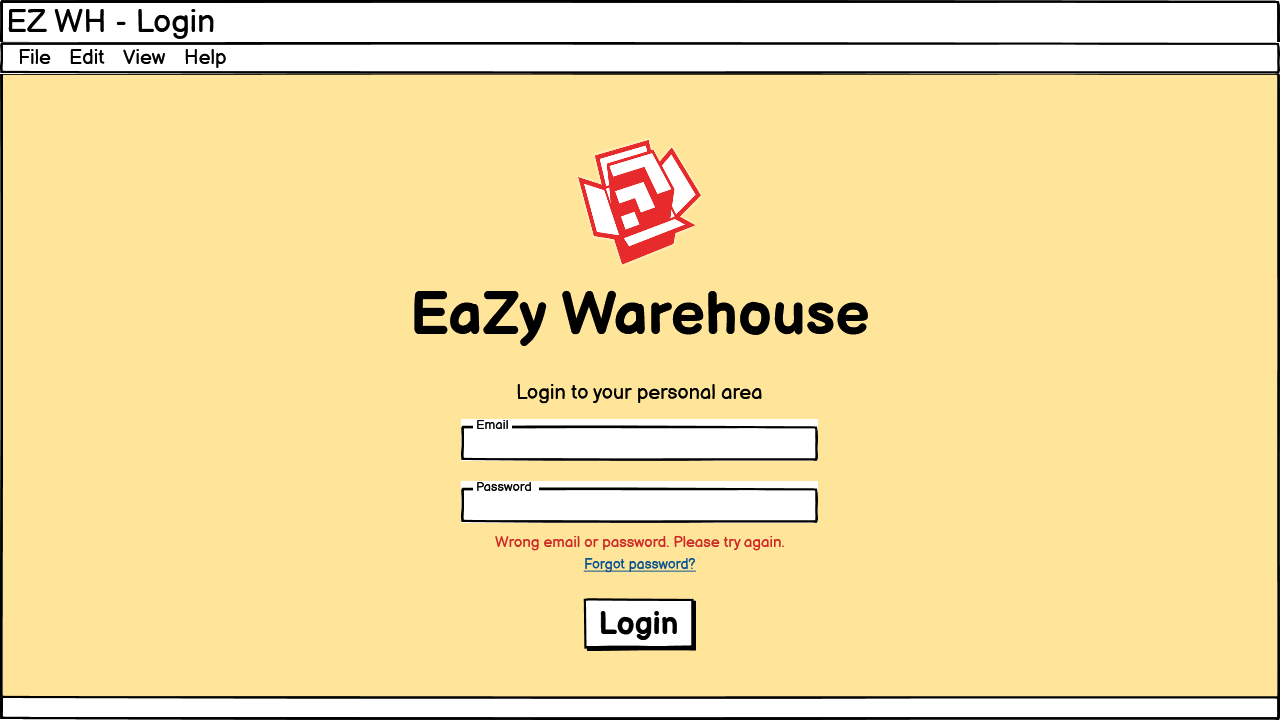 EZ WH - Login
File Edit View Help
EaZy Warehouse
Login to your personal area
Email
Password
Wrong email or password. Please try again.
Forgot password?
Login